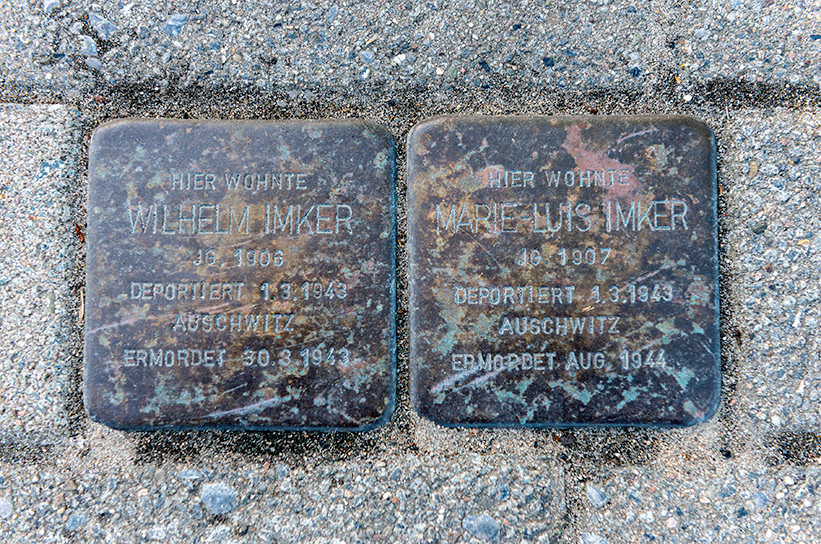 HIER WOHNTE
WILHELM IMKER
JG. 1906
DEPORTIERT 1.3.1943
AUSCHWITZ
ERMORDET 30.3.1943
HIER WOHNTE
MARIE-LUIS IMKER
JG. 1907
DEPORTIERT 1.3.1943
AUSCHWITZ
ERMORDET AUG. 1944